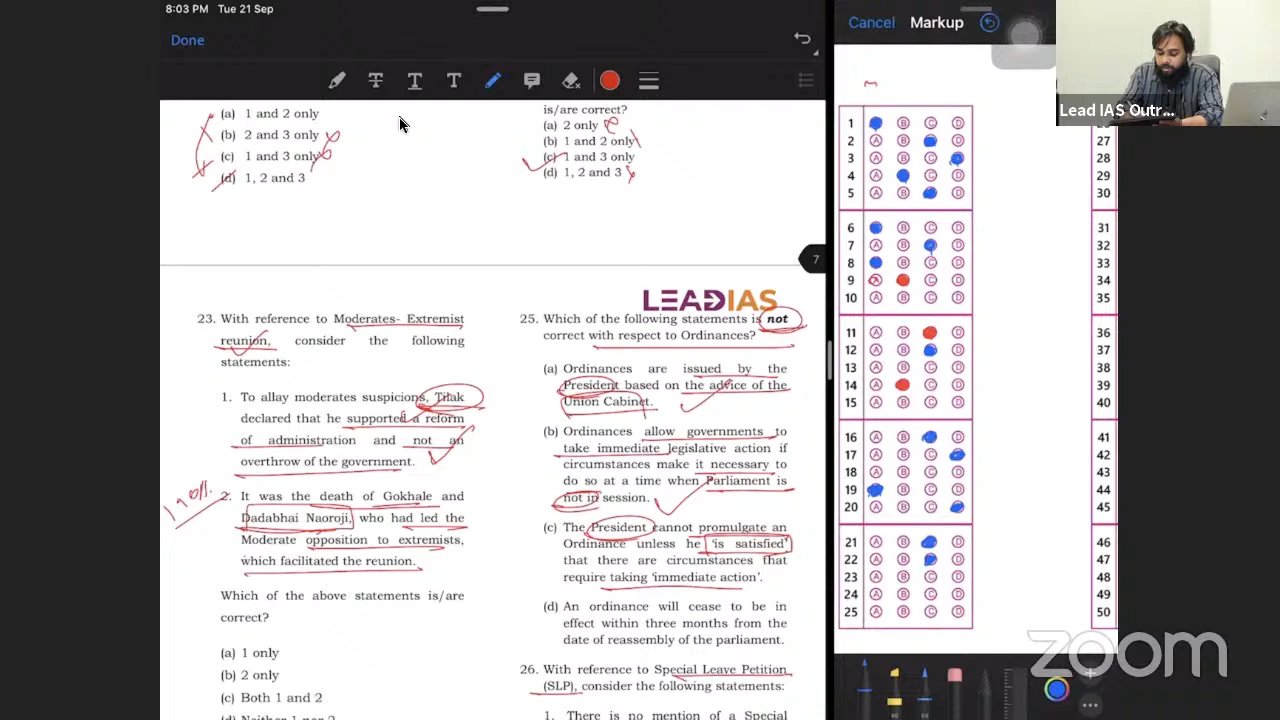 8:03 PM Tue 21 Sep
Done
(a) 1 and 2 only
(b) 2 and 3 only
(c) 1 and 3 only
(d) 1, 2 and 3
is/are correct?
(a) 2 only
(b) 1 and 2 only
(c) 1 and 3 only
(d) 1, 2 and 3
7
LEADIAS
23. With reference to Moderates- Extremist
reunion, consider the following
statements:
1. To allay moderates suspicions, Tilak
declared that he supported a reform
of administration and not an
overthrow of the government.
2. It was the death of Gokhale and
Dadabhai Naoroji, who had led the
Moderate opposition to extremists,
which facilitated the reunion.
Which of the above statements is/are
correct?
(a) 1 only
(b) 2 only
(c) Both 1 and 2
(d) Neither 1 nor 2
25. Which of the following statements is not
correct with respect to Ordinances?
(a) Ordinances are issued by the
President based on the advice of the
Union Cabinet.
(b) Ordinances allow governments to
take immediate legislative action if
circumstances make it necessary to
do so at a time when Parliament is
not in session.
(c) The President cannot promulgate an
Ordinance unless he 'is satisfied'
that there are circumstances that
require taking 'immediate action'.
(d) An ordinance will cease to be in
effect within three months from the
date of reassembly of the parliament.
26. With reference to Special Leave Petition
(SLP), consider the following statements:
1. There is no mention of a Special
Cancel Markup
Lead IAS Outr...
1 B C D
2 A B D
3 A B C
4 A C D
5 A B D
6 B C D
7 A B D
8 B C D
9 A C D
10 A B C D
11 A B D
12 A B D
13 A B C D
14 A C D
15 A B C D
16 A B D
17 A B C
18 A B C D
19 B C D
20 A B C
21 A B D
22 A B D
23 A B C D
24 A B C D
25 A B C D
27
28
29
30
31
32
33
34
35
36
37
38
39
40
41
42
43
44
45
46
47
48
49
50
zoom